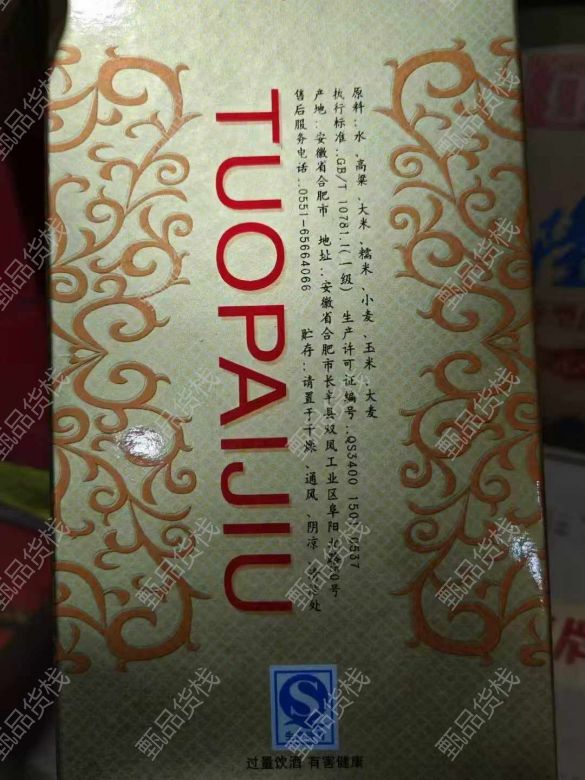 TUOPAIJIU
原料:水、高粱、大米、糯米、小麦、玉米、大麦
执行标准:GB/T 10781.1(一级) 生产许可证编号:QS3400 150 537
产地:安徽省合肥市 地址:安徽省合肥市长丰县双凤工业区阜阳北路 0号
售后服务电话:0551-65664066 贮存:请置于干燥、通风、阴凉 处
过量饮酒 有害健康
甄品货栈